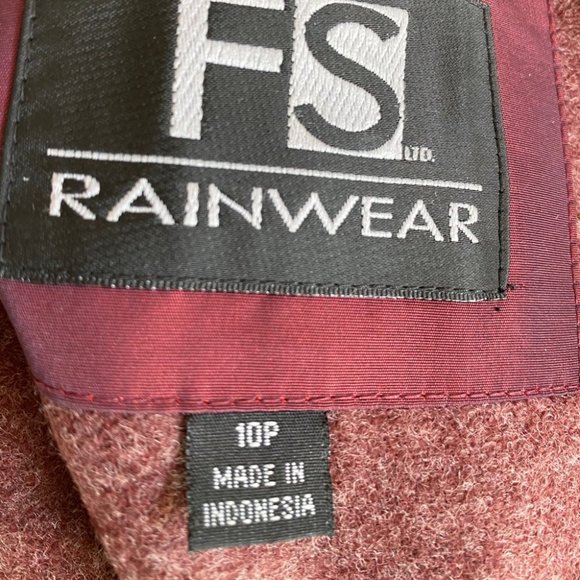 FS
LTD.
RAINWEAR
10P
MADE IN
INDONESIA